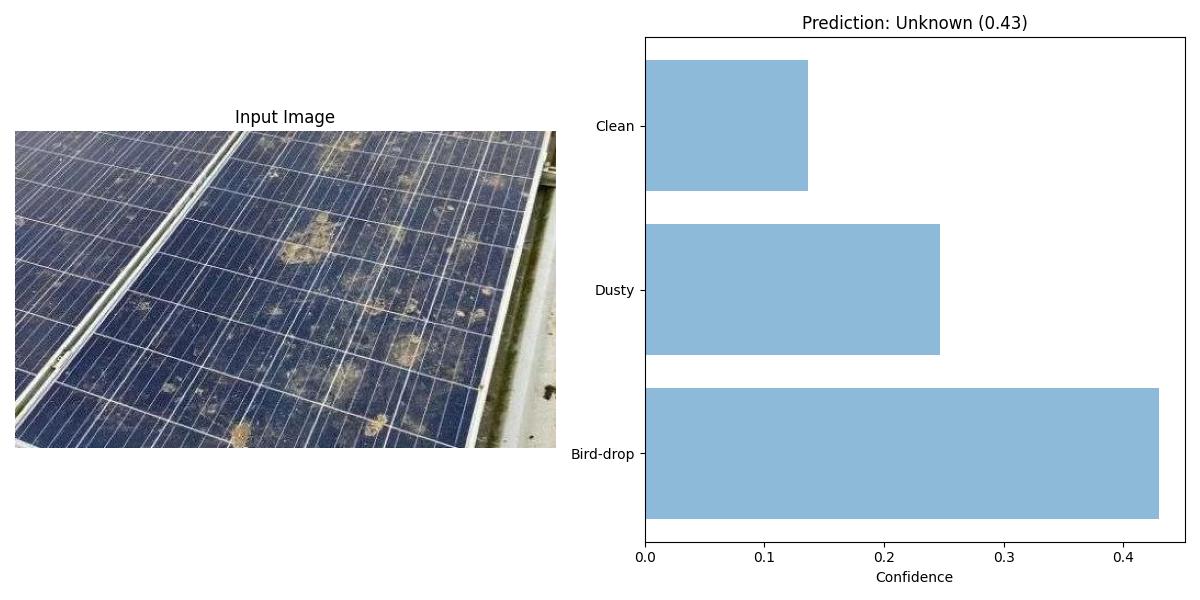 Input Image
Prediction: Unknown (0.43)
Clean
Dusty
Bird-drop
0.0 0.1 0.2 0.3 0.4
Confidence